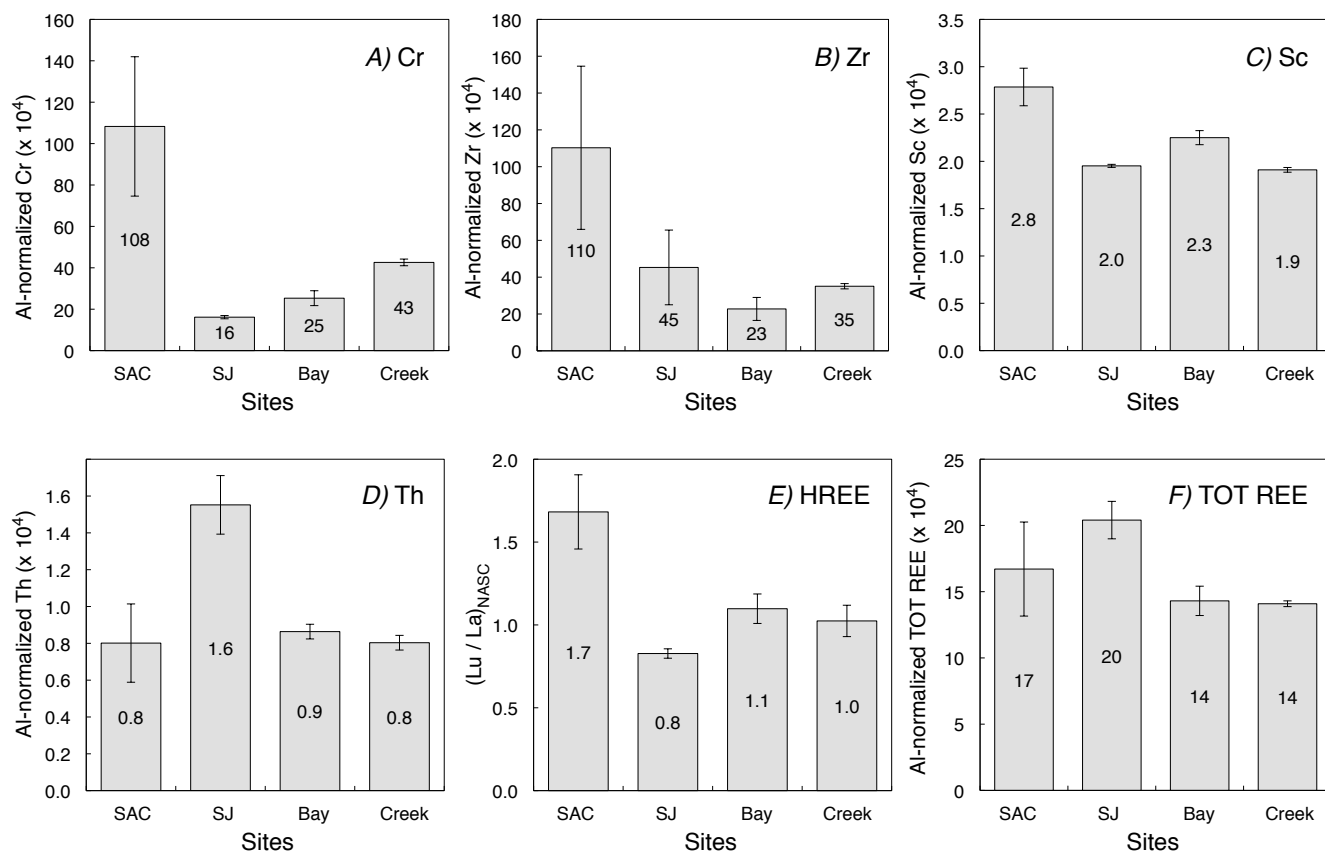 A) Cr
Al-normalized Cr (x 10⁴)
160
140
120
100
80
60
40
20
0
108
16
25
43
SAC SJ Bay Creek
Sites
B) Zr
Al-normalized Zr (x 10⁴)
180
160
140
120
100
80
60
40
20
0
110
45
23
35
SAC SJ Bay Creek
Sites
C) Sc
Al-normalized Sc (x 10⁴)
3.5
3.0
2.5
2.0
1.5
1.0
0.5
0.0
2.8
2.0
2.3
1.9
SAC SJ Bay Creek
Sites
D) Th
Al-normalized Th (x 10⁴)
1.6
1.4
1.2
1.0
0.8
0.6
0.4
0.2
0.0
0.8
1.6
0.9
0.8
SAC SJ Bay Creek
Sites
E) HREE
(Lu / La)NASC
2.0
1.5
1.0
0.5
0.0
1.7
0.8
1.1
1.0
SAC SJ Bay Creek
Sites
F) TOT REE
Al-normalized TOT REE (x 10⁴)
25
20
15
10
5
0
17
20
14
14
SAC SJ Bay Creek
Sites